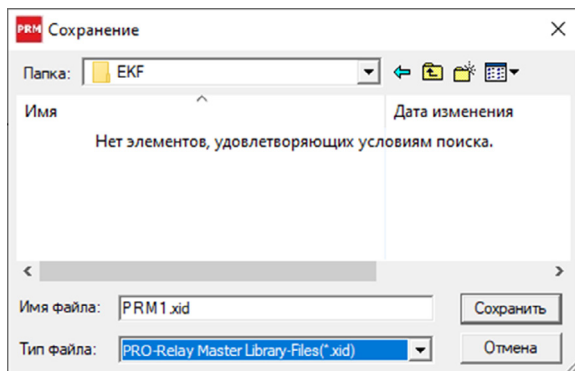 PRM Сохранение
Папка: EKF
Имя Дата изменения
Нет элементов, удовлетворяющих условиям поиска.
Имя файла: PRM1.xid Сохранить
Тип файла: PRO-Relay Master Library-Files(*.xid) Отмена